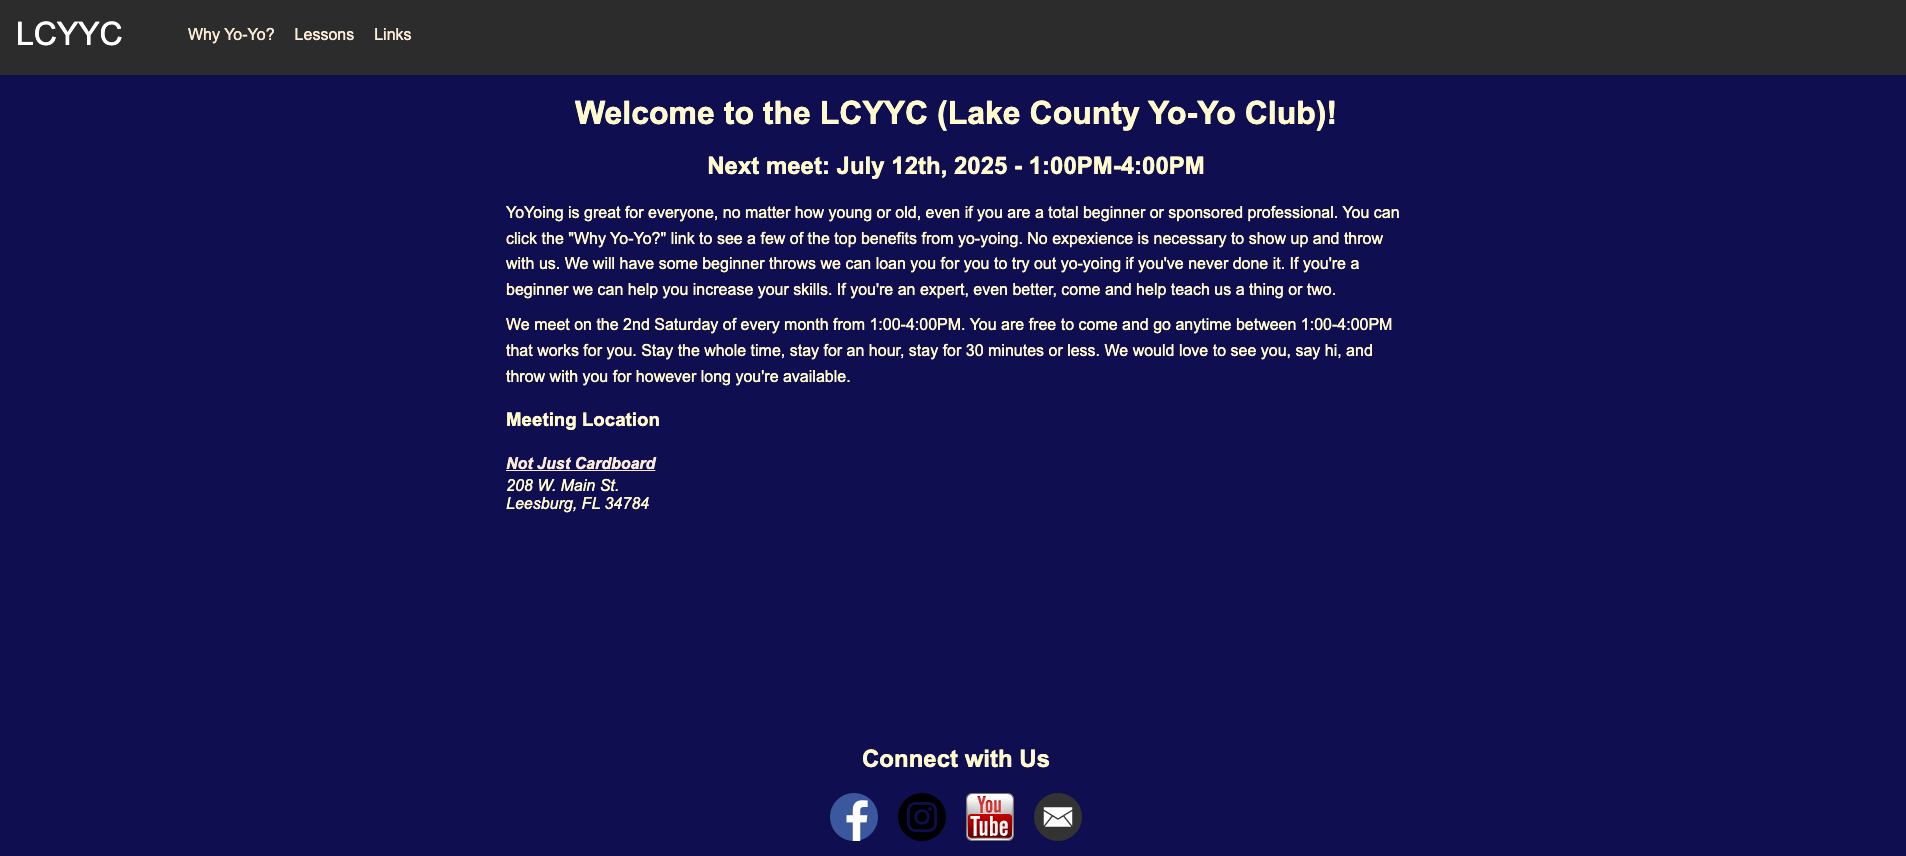 LCYYC
Why Yo-Yo? Lessons Links
Welcome to the LCYYC (Lake County Yo-Yo Club)!
Next meet: July 12th, 2025 - 1:00PM-4:00PM
YoYoing is great for everyone, no matter how young or old, even if you are a total beginner or sponsored professional. You can
click the "Why Yo-Yo?" link to see a few of the top benefits from yo-yoing. No expexience is necessary to show up and throw
with us. We will have some beginner throws we can loan you for you to try out yo-yoing if you've never done it. If you're a
beginner we can help you increase your skills. If you're an expert, even better, come and help teach us a thing or two.
We meet on the 2nd Saturday of every month from 1:00-4:00PM. You are free to come and go anytime between 1:00-4:00PM
that works for you. Stay the whole time, stay for an hour, stay for 30 minutes or less. We would love to see you, say hi, and
throw with you for however long you're available.
Meeting Location
Not Just Cardboard
208 W. Main St.
Leesburg, FL 34784
Connect with Us
You
Tube